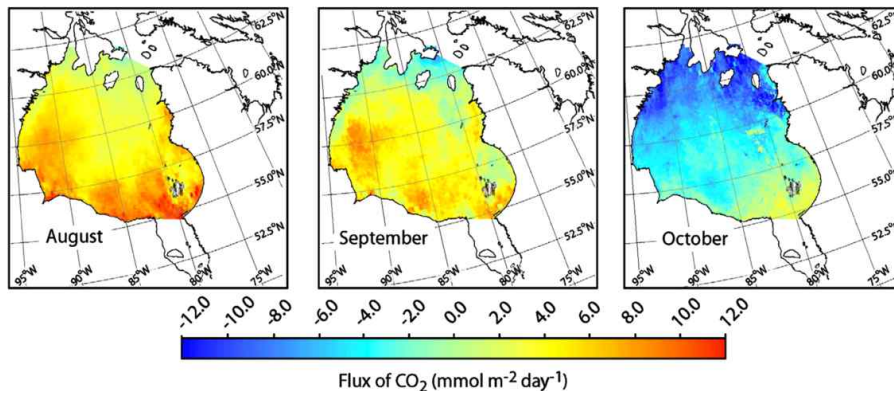 62.5°N
60.0°N
57.5°N
55.0°N
52.5°N
95°W
90°W
85°W
80°W
August
62.5°N
60.0°N
57.5°N
55.0°N
52.5°N
95°W
90°W
85°W
80°W
September
62.5°N
60.0°N
57.5°N
55.0°N
52.5°N
95°W
90°W
85°W
80°W
October
-12.0 -10.0 -8.0 -6.0 -4.0 -2.0 0.0 2.0 4.0 6.0 8.0 10.0 12.0
Flux of CO₂ (mmol m⁻² day⁻¹)